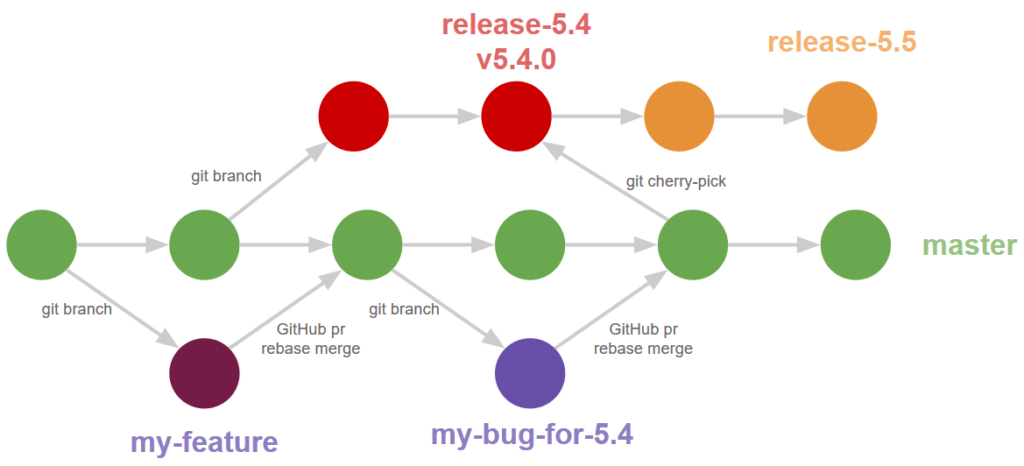 release-5.4
v5.4.0
release-5.5
git branch
git cherry-pick
master
git branch
GitHub pr
rebase merge
git branch
GitHub pr
rebase merge
my-feature
my-bug-for-5.4